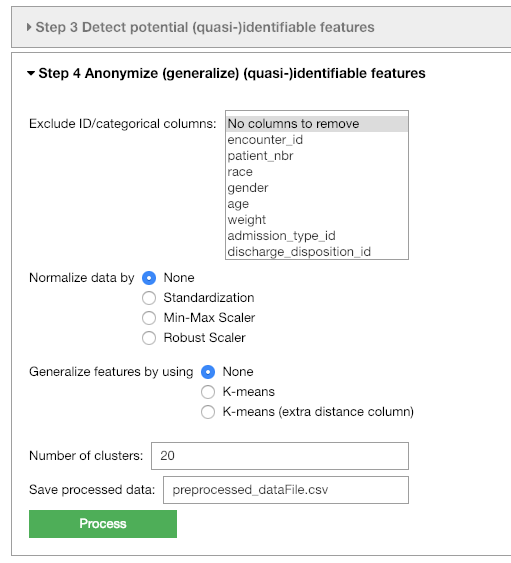 Step 3 Detect potential (quasi-)identifiable features
Step 4 Anonymize (generalize) (quasi-)identifiable features
Exclude ID/categorical columns: No columns to remove
encounter_id
patient_nbr
race
gender
age
weight
admission_type_id
discharge_disposition_id
Normalize data by None
Standardization
Min-Max Scaler
Robust Scaler
Generalize features by using None
K-means
K-means (extra distance column)
Number of clusters: 20
Save processed data: preprocessed_dataFile.csv
Process